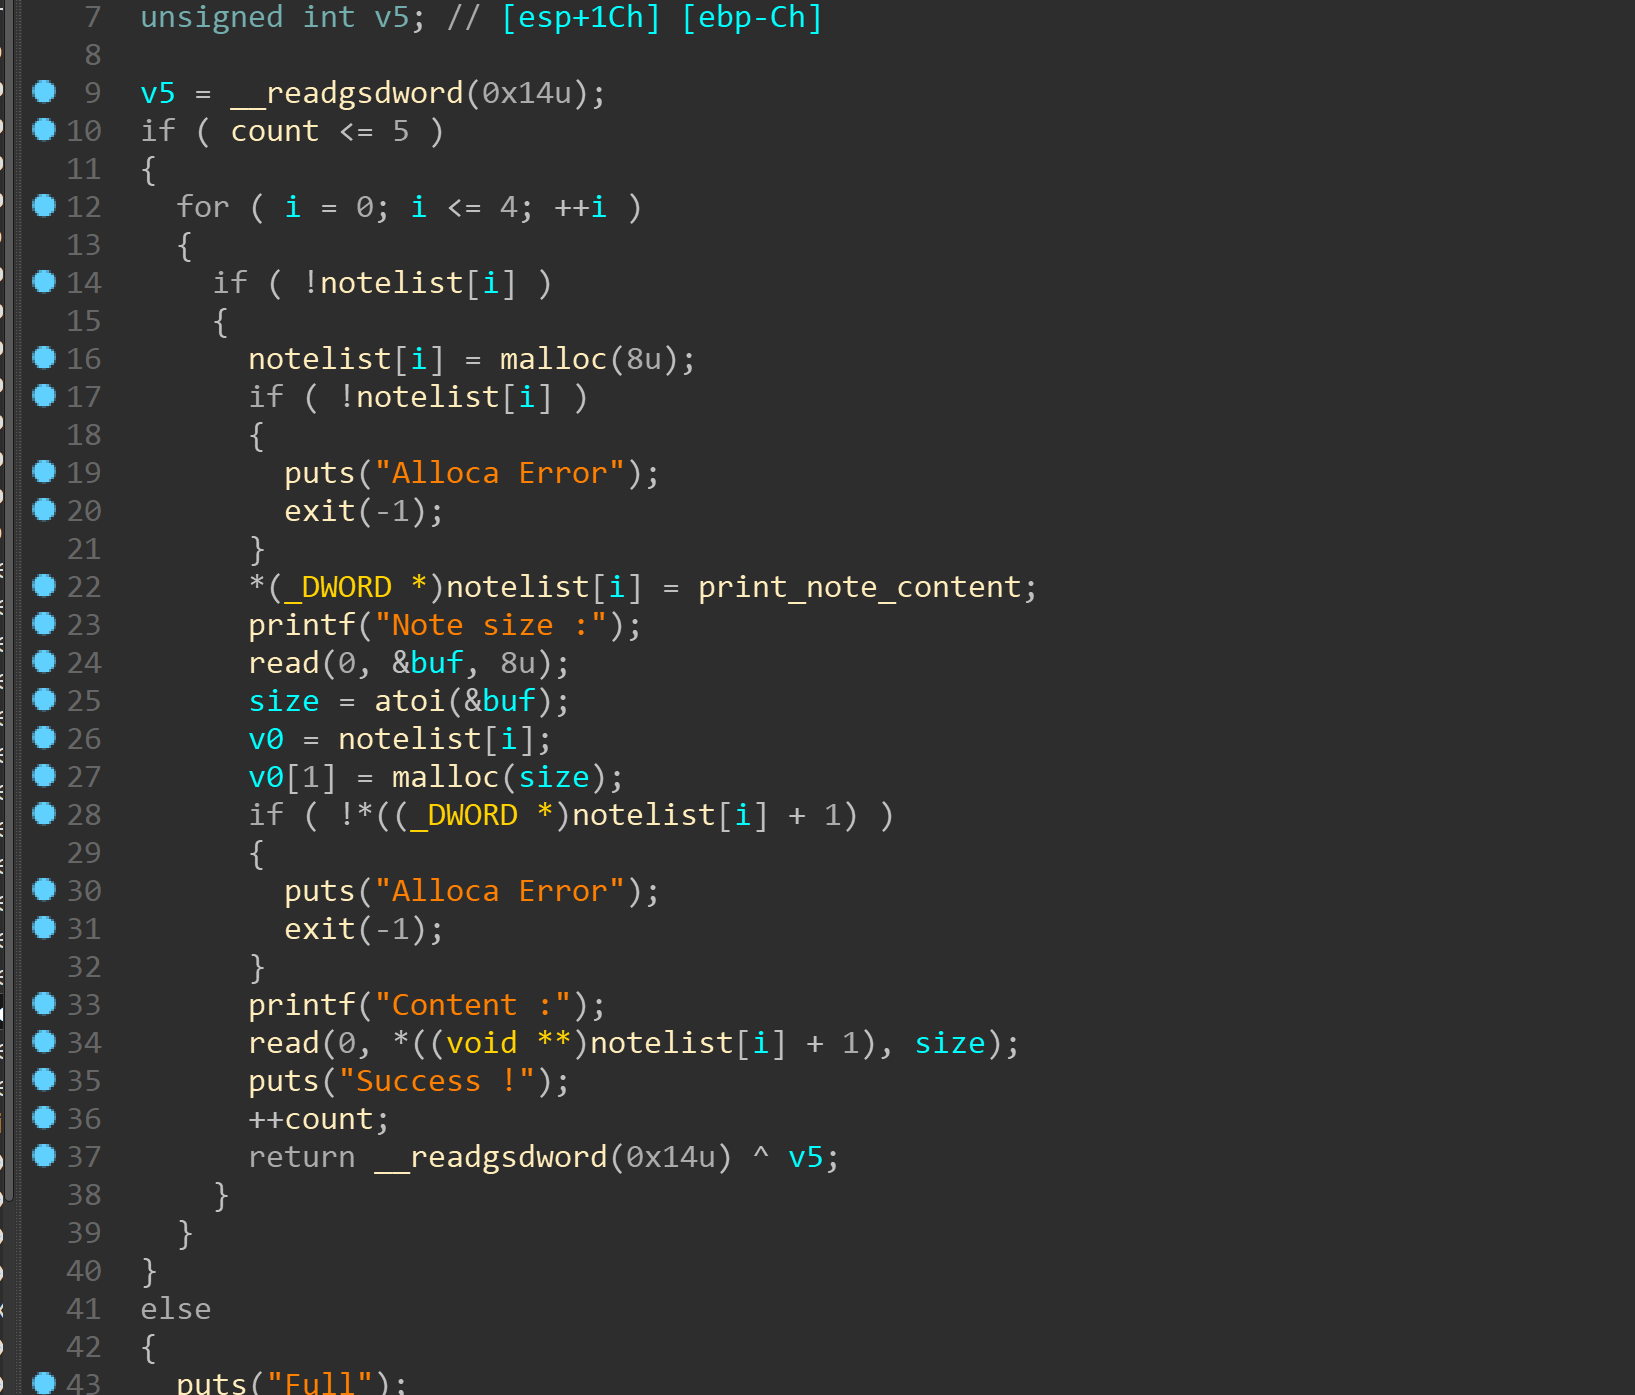 7 unsigned int v5; // [esp+1Ch] [ebp-Ch]
8
9 v5 = __readgsdword(0x14u);
10 if ( count <= 5 )
11 {
12 for ( i = 0; i <= 4; ++i )
13 {
14 if ( !notelist[i] )
15 {
16 notelist[i] = malloc(8u);
17 if ( !notelist[i] )
18 {
19 puts("Alloca Error");
20 exit(-1);
21 }
22 *(_DWORD *)notelist[i] = print_note_content;
23 printf("Note size :");
24 read(0, &buf, 8u);
25 size = atoi(&buf);
26 v0 = notelist[i];
27 v0[1] = malloc(size);
28 if ( !*((_DWORD *)notelist[i] + 1) )
29 {
30 puts("Alloca Error");
31 exit(-1);
32 }
33 printf("Content :");
34 read(0, *((void **)notelist[i] + 1), size);
35 puts("Success !");
36 ++count;
37 return __readgsdword(0x14u) ^ v5;
38 }
39 }
40 }
41 else
42 {
43 puts("Full");